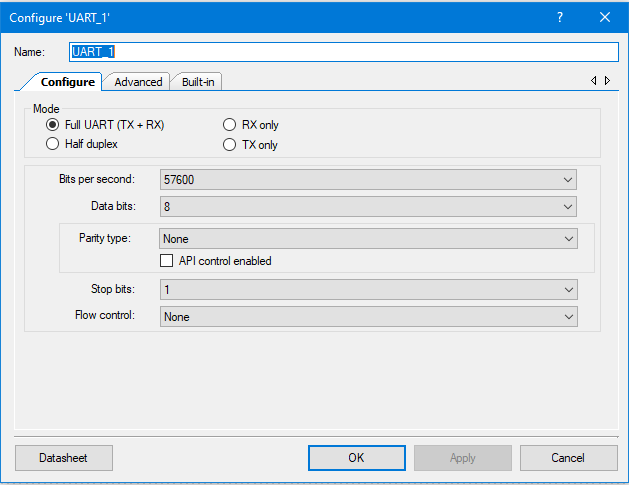 Configure 'UART_1'
?
Name: UART_1
Configure Advanced Built-in
Mode
Full UART (TX + RX) RX only
Half duplex TX only
Bits per second: 57600
Data bits: 8
Parity type: None
API control enabled
Stop bits: 1
Flow control: None
Datasheet OK Apply Cancel